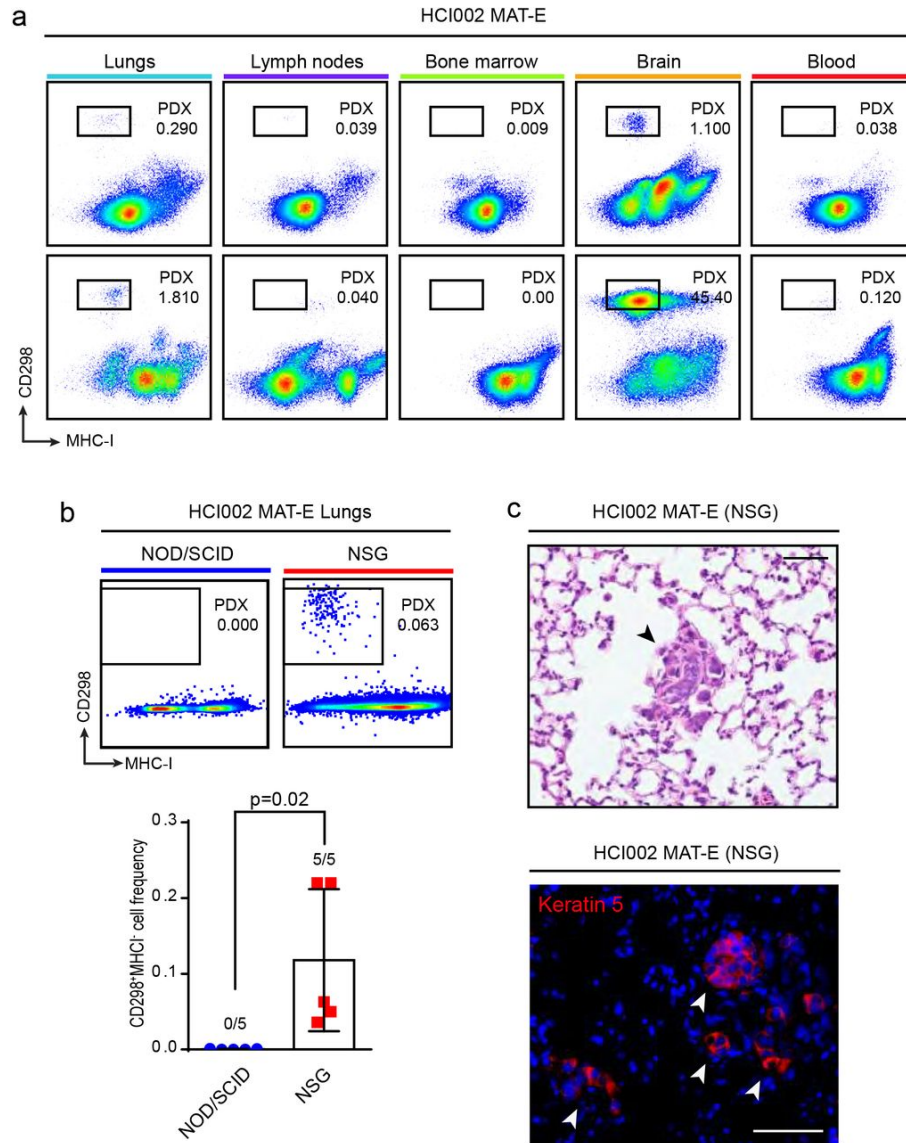 a
HCI002 MAT-E
Lungs Lymph nodes Bone marrow Brain Blood
PDX 0.290 PDX 0.039 PDX 0.009 PDX 1.100 PDX 0.038
PDX 1.810 PDX 0.040 PDX 0.00 PDX 45.40 PDX 0.120
CD298
MHC-I
b
HCI002 MAT-E Lungs
NOD/SCID NSG
PDX 0.000 PDX 0.063
CD298
MHC-I
p=0.02
CD298⁺MHCI⁻ cell frequency
0.3
0.2
0.1
0.0
0/5
5/5
NOD/SCID
NSG
c
HCI002 MAT-E (NSG)
HCI002 MAT-E (NSG)
Keratin 5